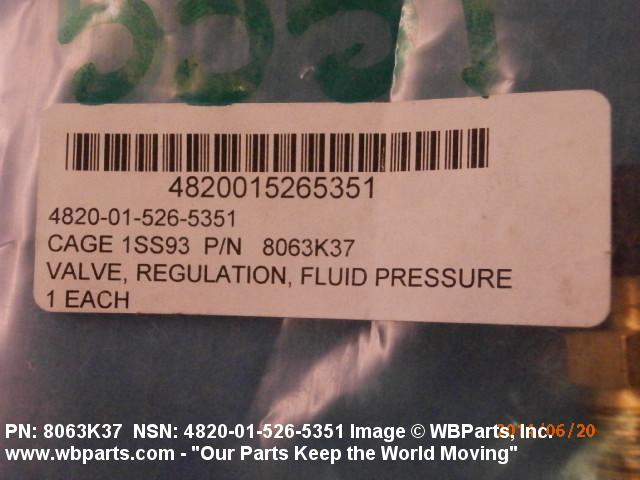 5351
4820015265351
4820-01-526-5351
CAGE 1SS93 P/N 8063K37
VALVE, REGULATION, FLUID PRESSURE
1 EACH
PN: 8063K37 NSN: 4820-01-526-5351 Image © WBParts, Inc.
www.wbparts.com - "Our Parts Keep the World Moving"